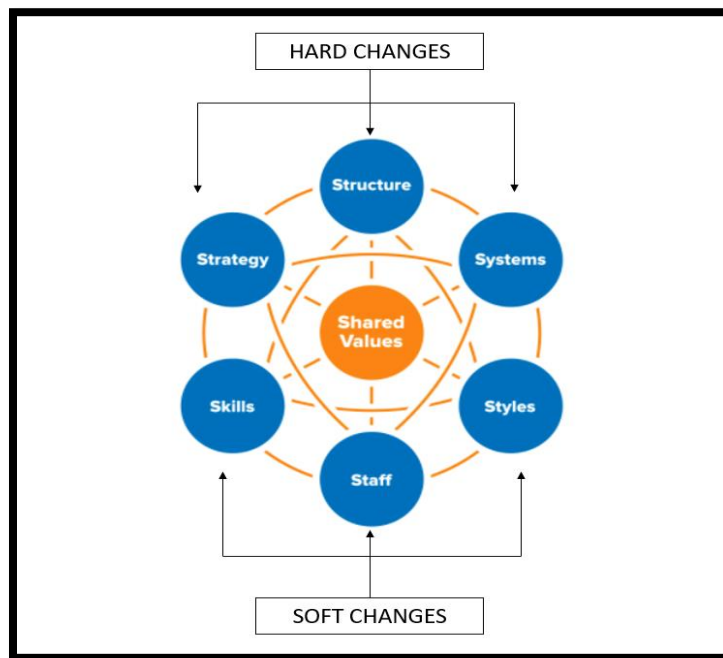 HARD CHANGES
Structure
Strategy
Systems
Shared
Values
Skills
Styles
Staff
SOFT CHANGES